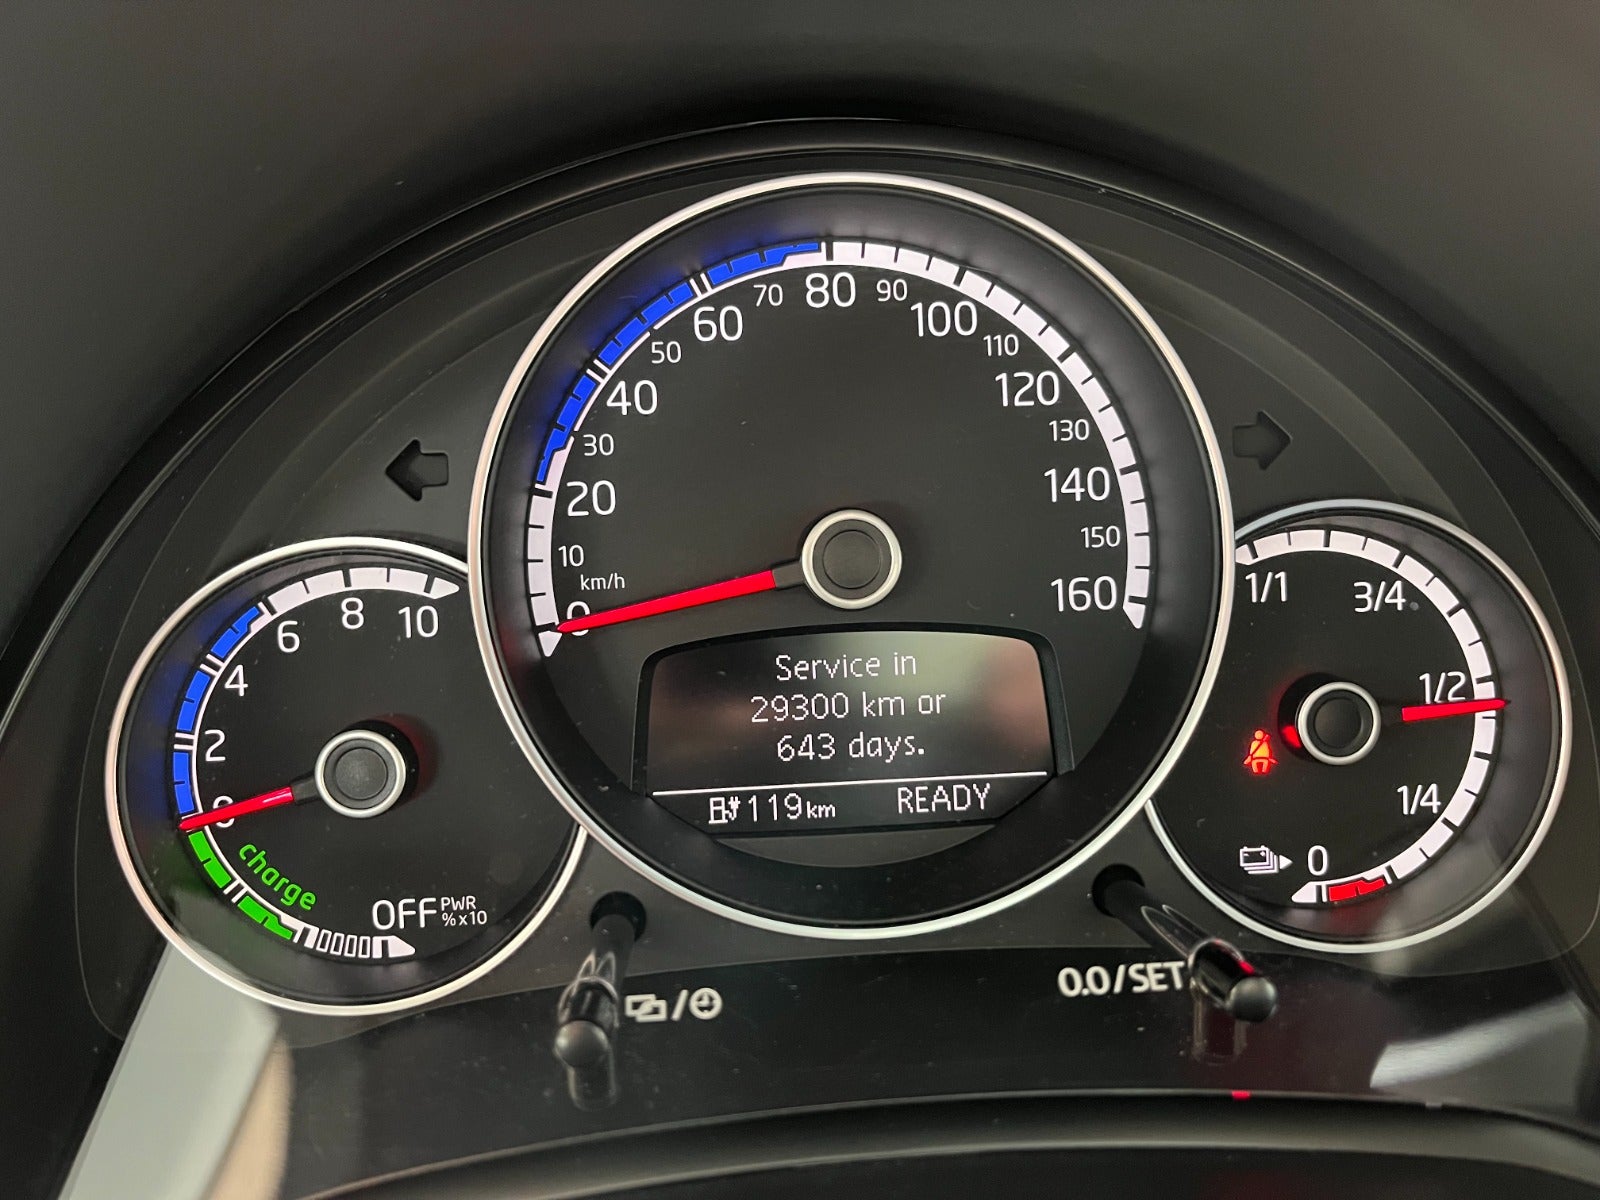 80
70
90
60
100
50
110
40
120
30
130
20
140
10
150
km/h
0
160
Service in
29300 km or
643 days.
119 km
READY
10
8
6
4
2
0
charge
OFF PWR
%x10
1/1
3/4
1/2
1/4
0
/
0.0/SET